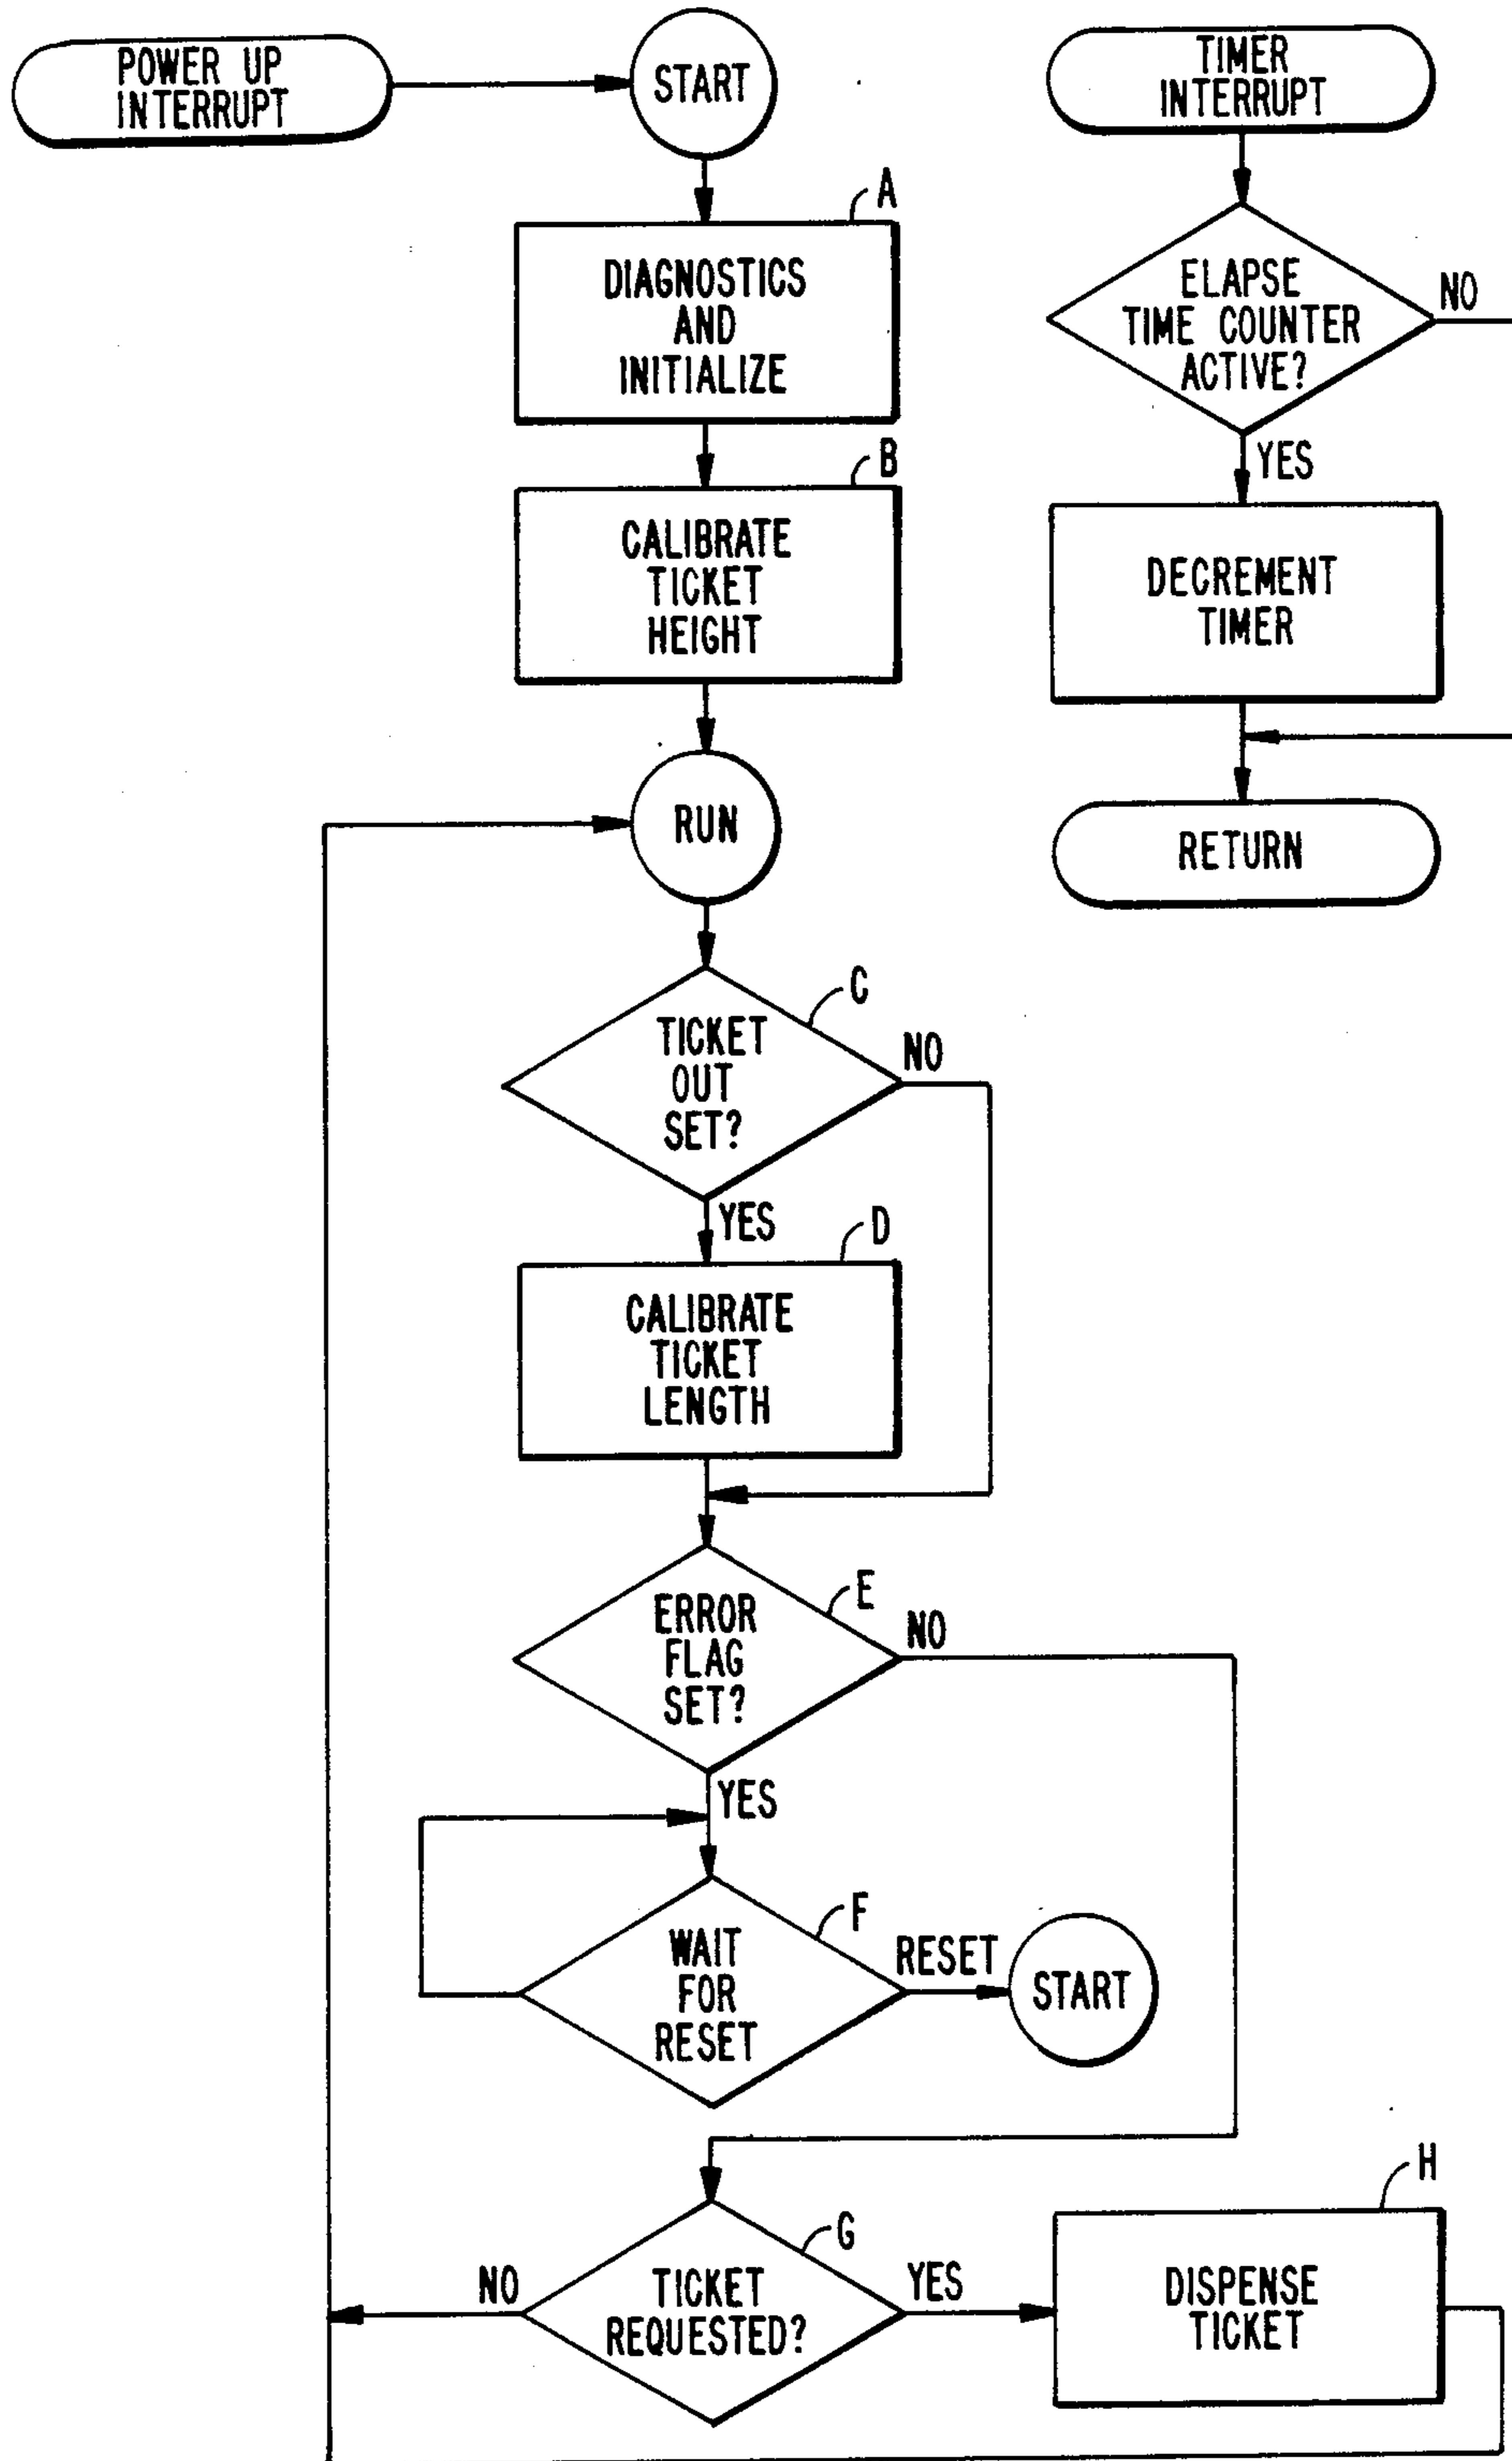 POWER UP
INTERRUPT
START
A
DIAGNOSTICS
AND
INITIALIZE
B
CALIBRATE
TICKET
HEIGHT
RUN
C
TICKET
OUT
SET?
NO
YES
D
CALIBRATE
TICKET
LENGTH
E
ERROR
FLAG
SET?
NO
YES
F
WAIT
FOR
RESET
RESET
START
G
TICKET
REQUESTED?
NO
YES
H
DISPENSE
TICKET
TIMER
INTERRUPT
ELAPSE
TIME COUNTER
ACTIVE?
NO
YES
DECREMENT
TIMER
RETURN